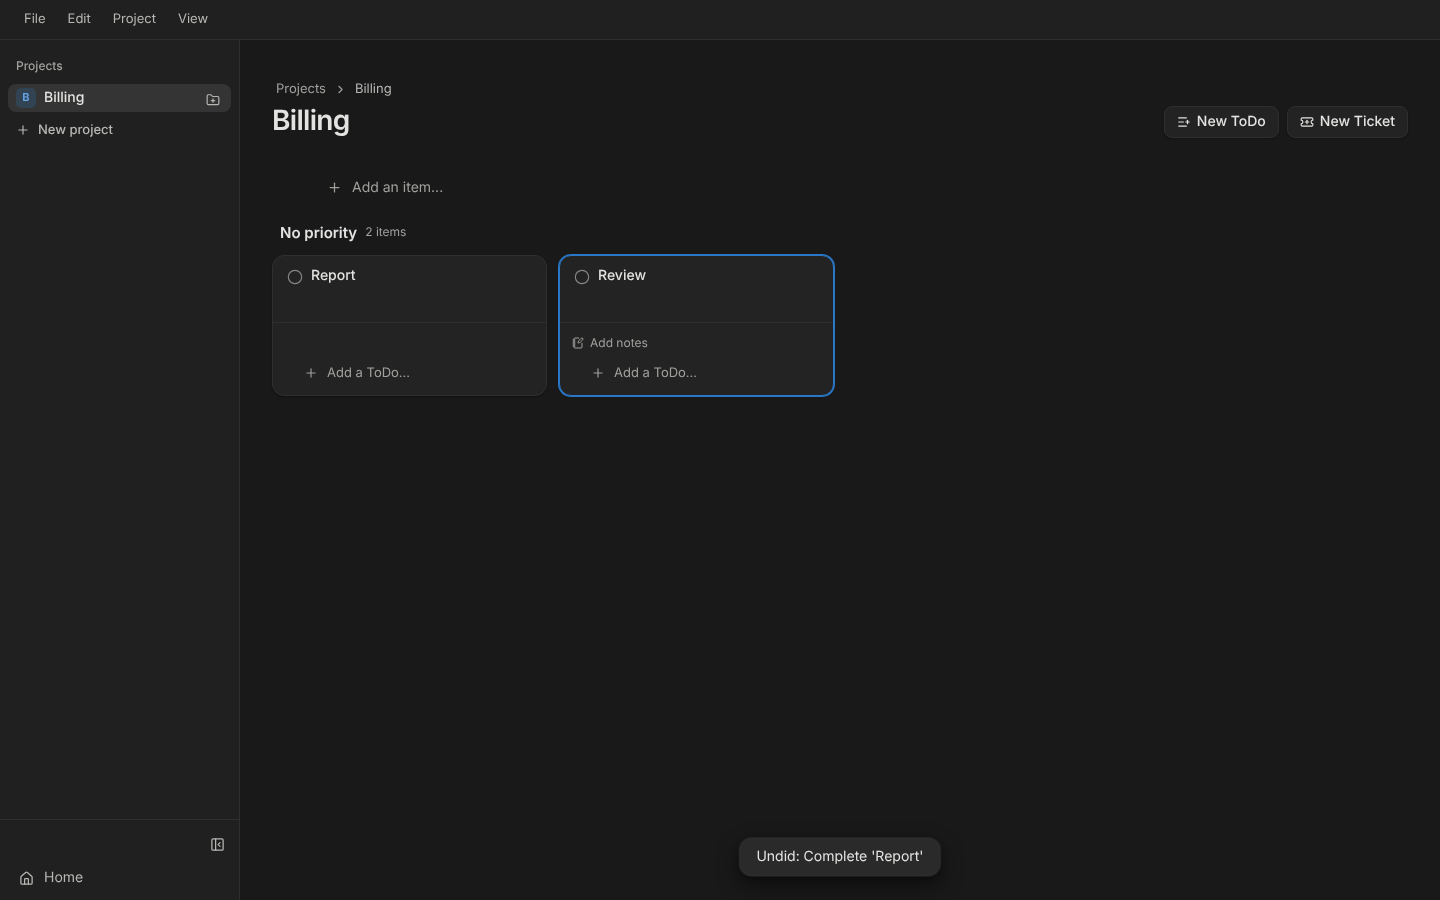 File Edit Project View
Projects
B Billing
New project
Projects Billing
Billing
New ToDo New Ticket
Add an item...
No priority 2 items
Report
Add a ToDo...
Review
Add notes
Add a ToDo...
Undid: Complete 'Report'
Home